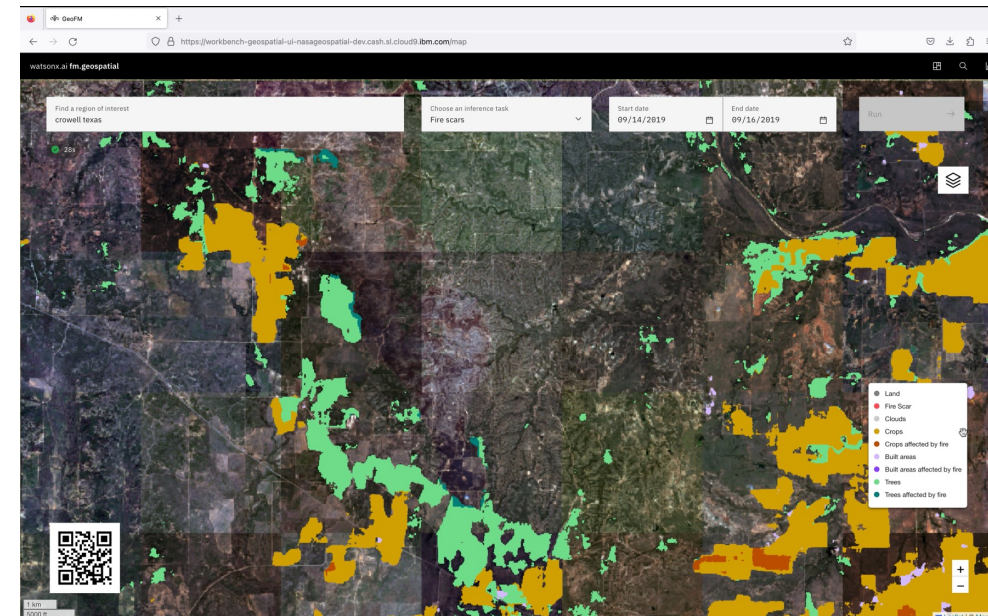 GeoFM
https://workbench-geospatial-ui-nasageospatial-dev.cash.sl.cloud9.ibm.com/map
watsonx.ai fm.geospatial
Find a region of interest
crowell texas
Choose an inference task
Fire scars
Start date
09/14/2019
End date
09/16/2019
Run
28s
Land
Fire Scar
Clouds
Crops
Crops affected by fire
Built areas
Built areas affected by fire
Trees
Trees affected by fire
1 km
5000 ft